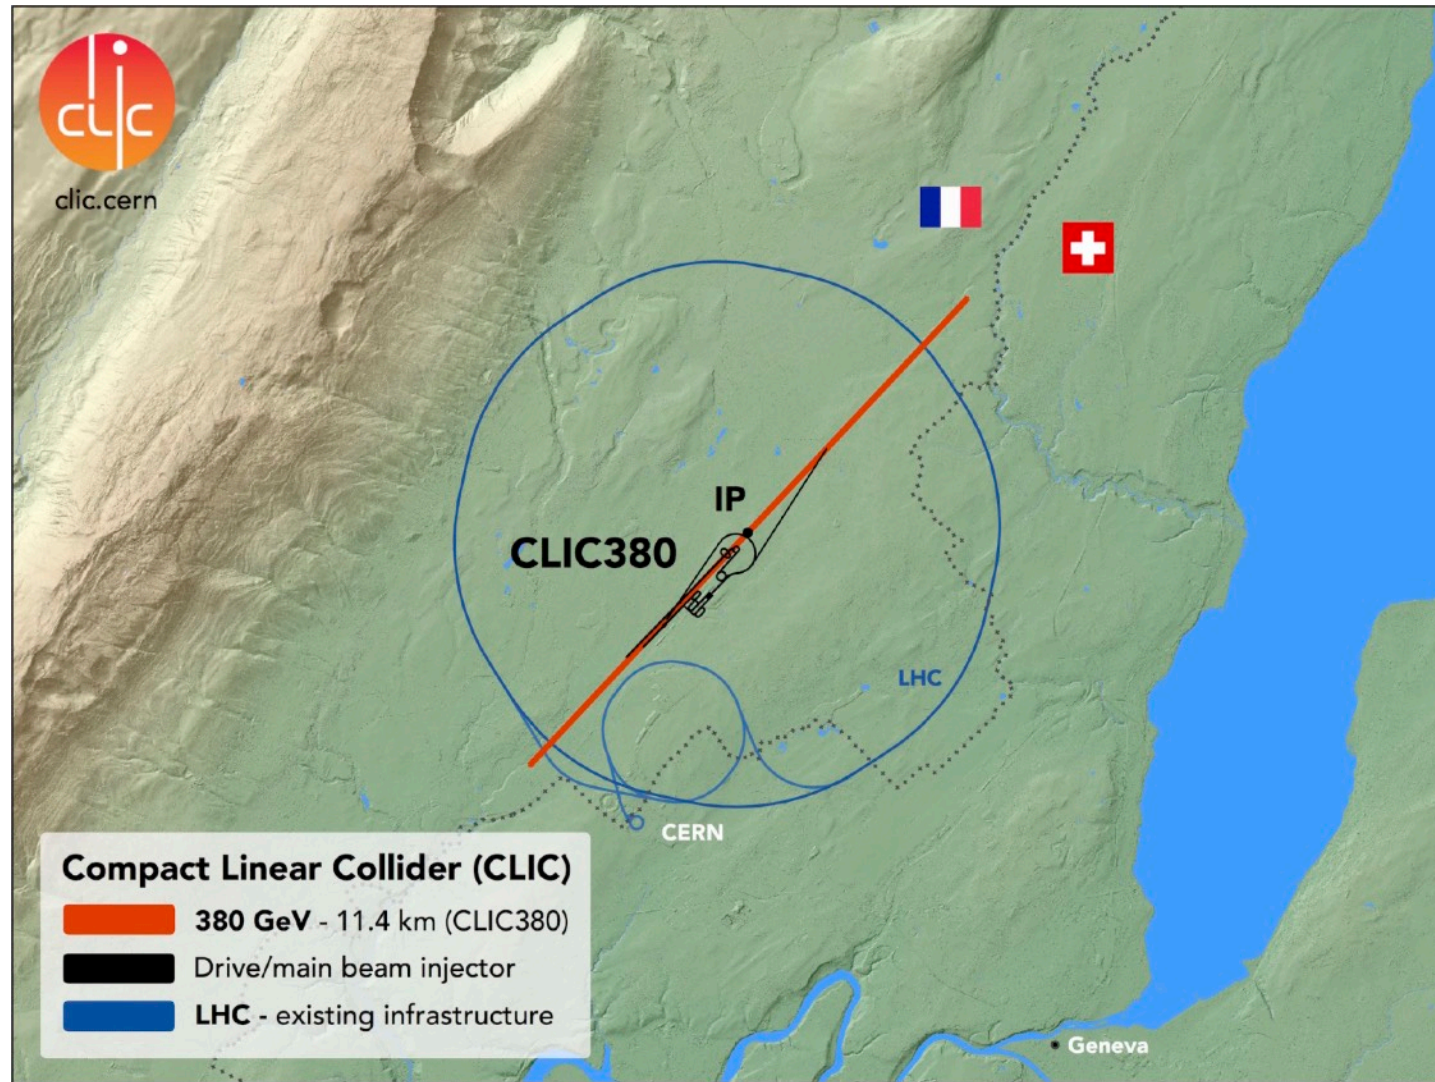 clic
clic.cern
IP
CLIC380
LHC
CERN
Compact Linear Collider (CLIC)
380 GeV - 11.4 km (CLIC380)
Drive/main beam injector
LHC - existing infrastructure
Geneva